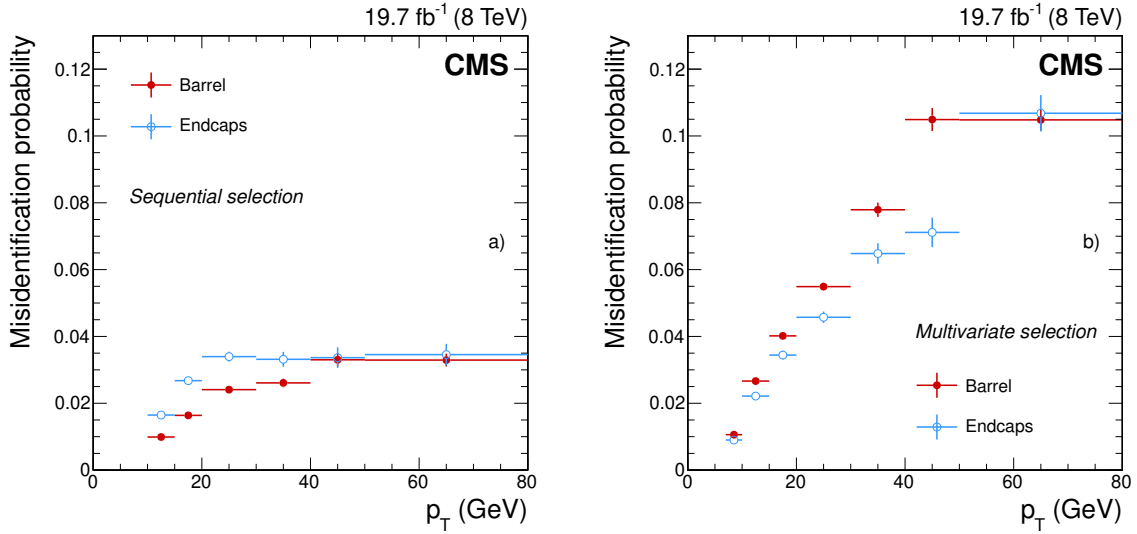 19.7 fb⁻¹ (8 TeV)
Misidentification probability
0.12
0.1
0.08
0.06
0.04
0.02
0
CMS
Barrel
Endcaps
Sequential selection
a)
0 20 40 60 80
p_T (GeV)
19.7 fb⁻¹ (8 TeV)
Misidentification probability
0.12
0.1
0.08
0.06
0.04
0.02
0
CMS
b)
Multivariate selection
Barrel
Endcaps
0 20 40 60 80
p_T (GeV)